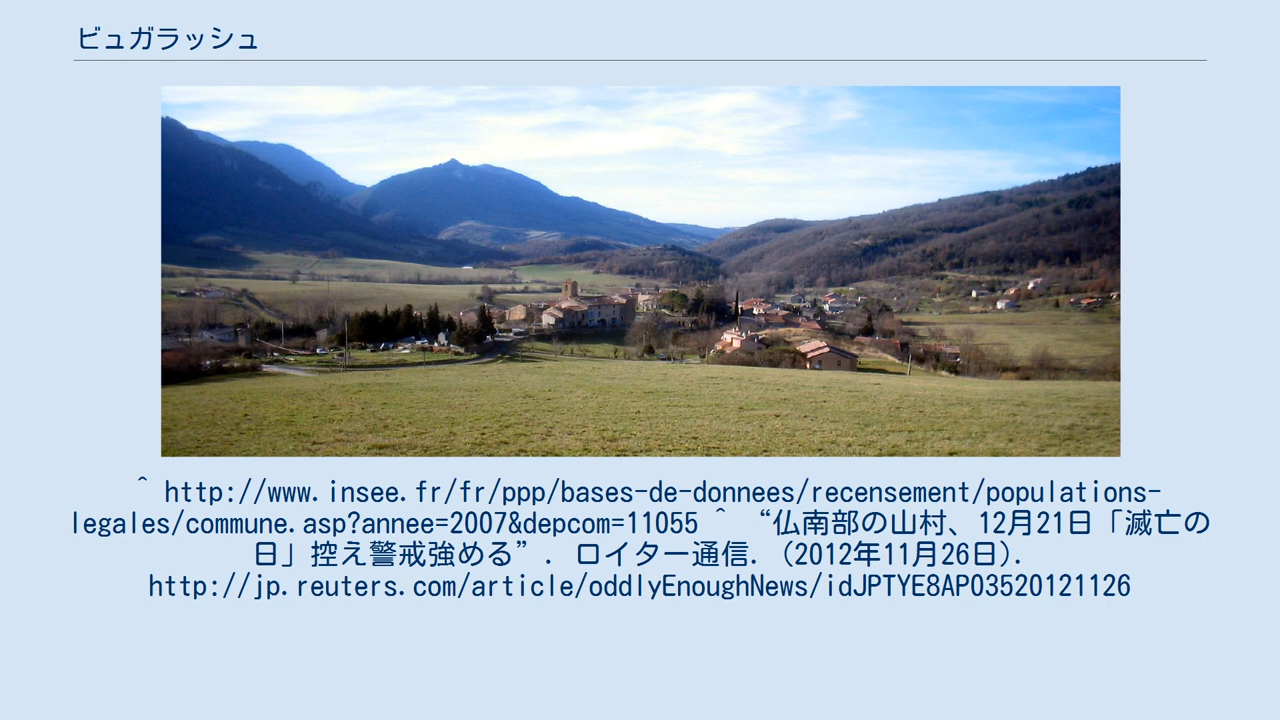 ビュガラッシュ
^ http://www.insee.fr/fr/ppp/bases-de-donnees/recensement/populations-
legales/commune.asp?annee=2007&depcom=11055 ^ “仏南部の山村、12月21日「滅亡の
日」控え警戒強める”. ロイター通信. (2012年11月26日).
http://jp.reuters.com/article/oddlyEnoughNews/idJPTYE8AP03520121126